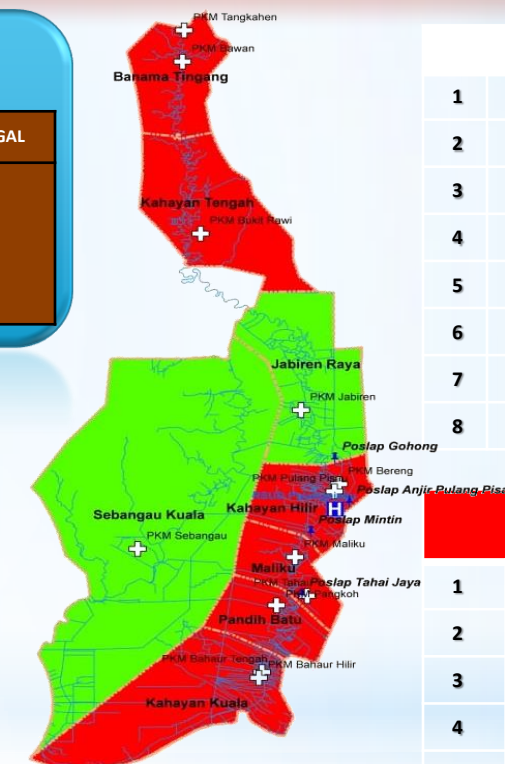 PKM Tangkahen
PKM Bawan
Banama Tingang
GAL
Kahayan Tengah
PKM Bukit Rawi
Jabiren Raya
PKM Jabiren
Poslap Gohong
PKM Bereng
PKM Pulang Pisau
Poslap Anjir Pulang Pisa
Kahayan Hilir
H
Poslap Mintin
Sebangau Kuala
PKM Sebangau
PKM Maliku
Maliku
PKM Tahai
Poslap Tahai Jaya
PKM Pangkoh
Pandih Batu
PKM Bahaur Tengah
PKM Bahaur Hilir
Kahayan Kuala
1
2
3
4
5
6
7
8
1
2
3
4